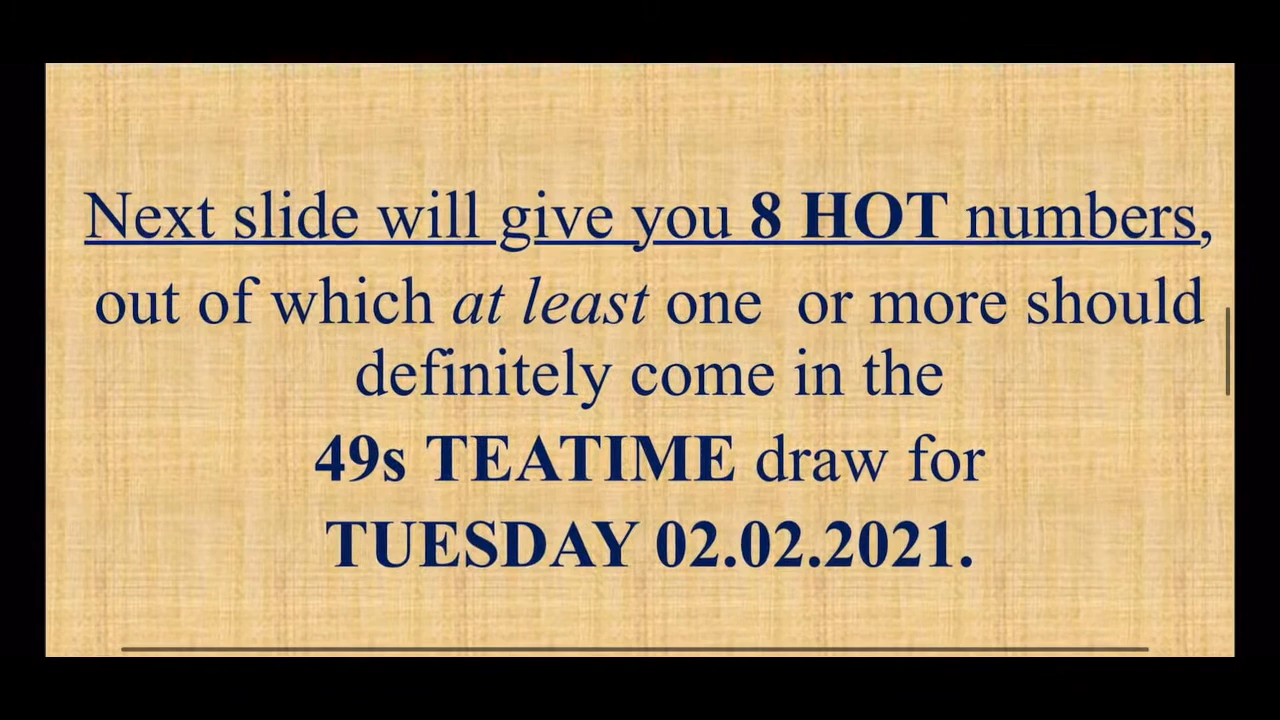 Next slide will give you 8 HOT numbers,
out of which at least one or more should
definitely come in the
49s TEATIME draw for
TUESDAY 02.02.2021.